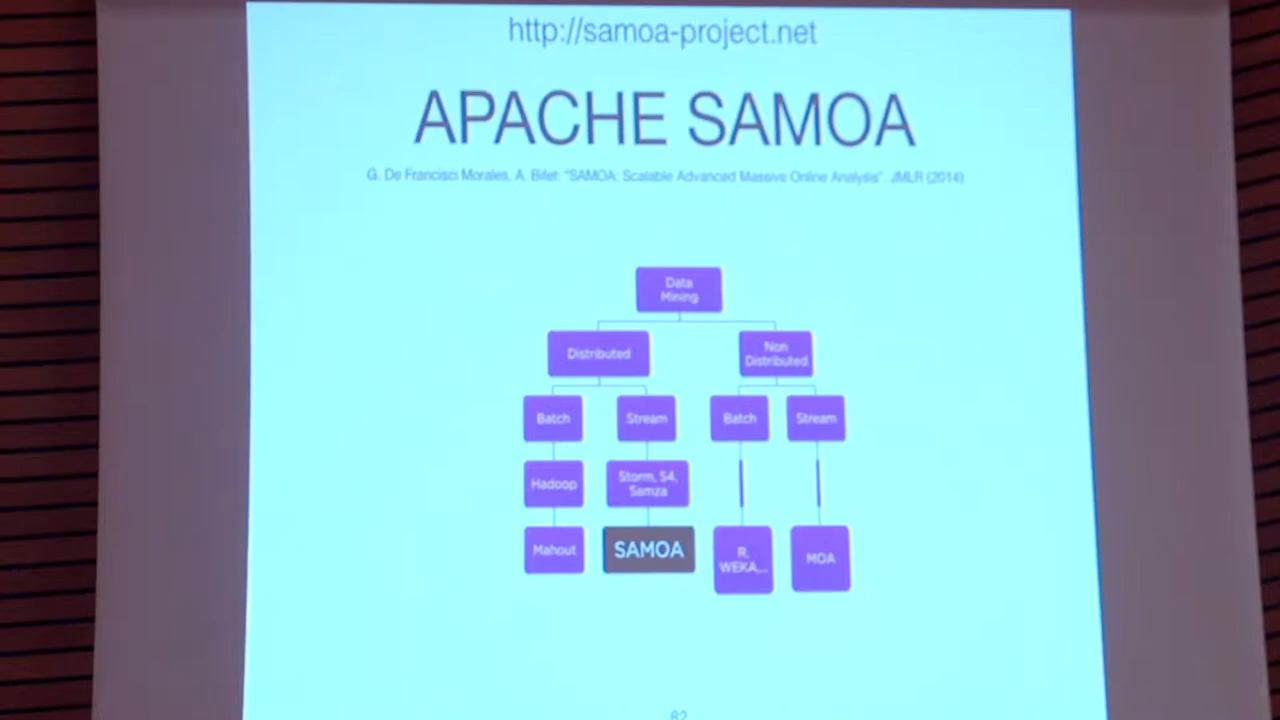 http://samoa-project.net
APACHE SAMOA
G. De Francisci Morales, A. Bifet: "SAMOA: Scalable Advanced Massive Online Analysis". JMLR (2014)
Data
Mining
Distributed
Non
Distributed
Batch
Stream
Batch
Stream
Hadoop
Storm, S4,
Samza
Mahout
SAMOA
R,
WEKA,...
MOA
82